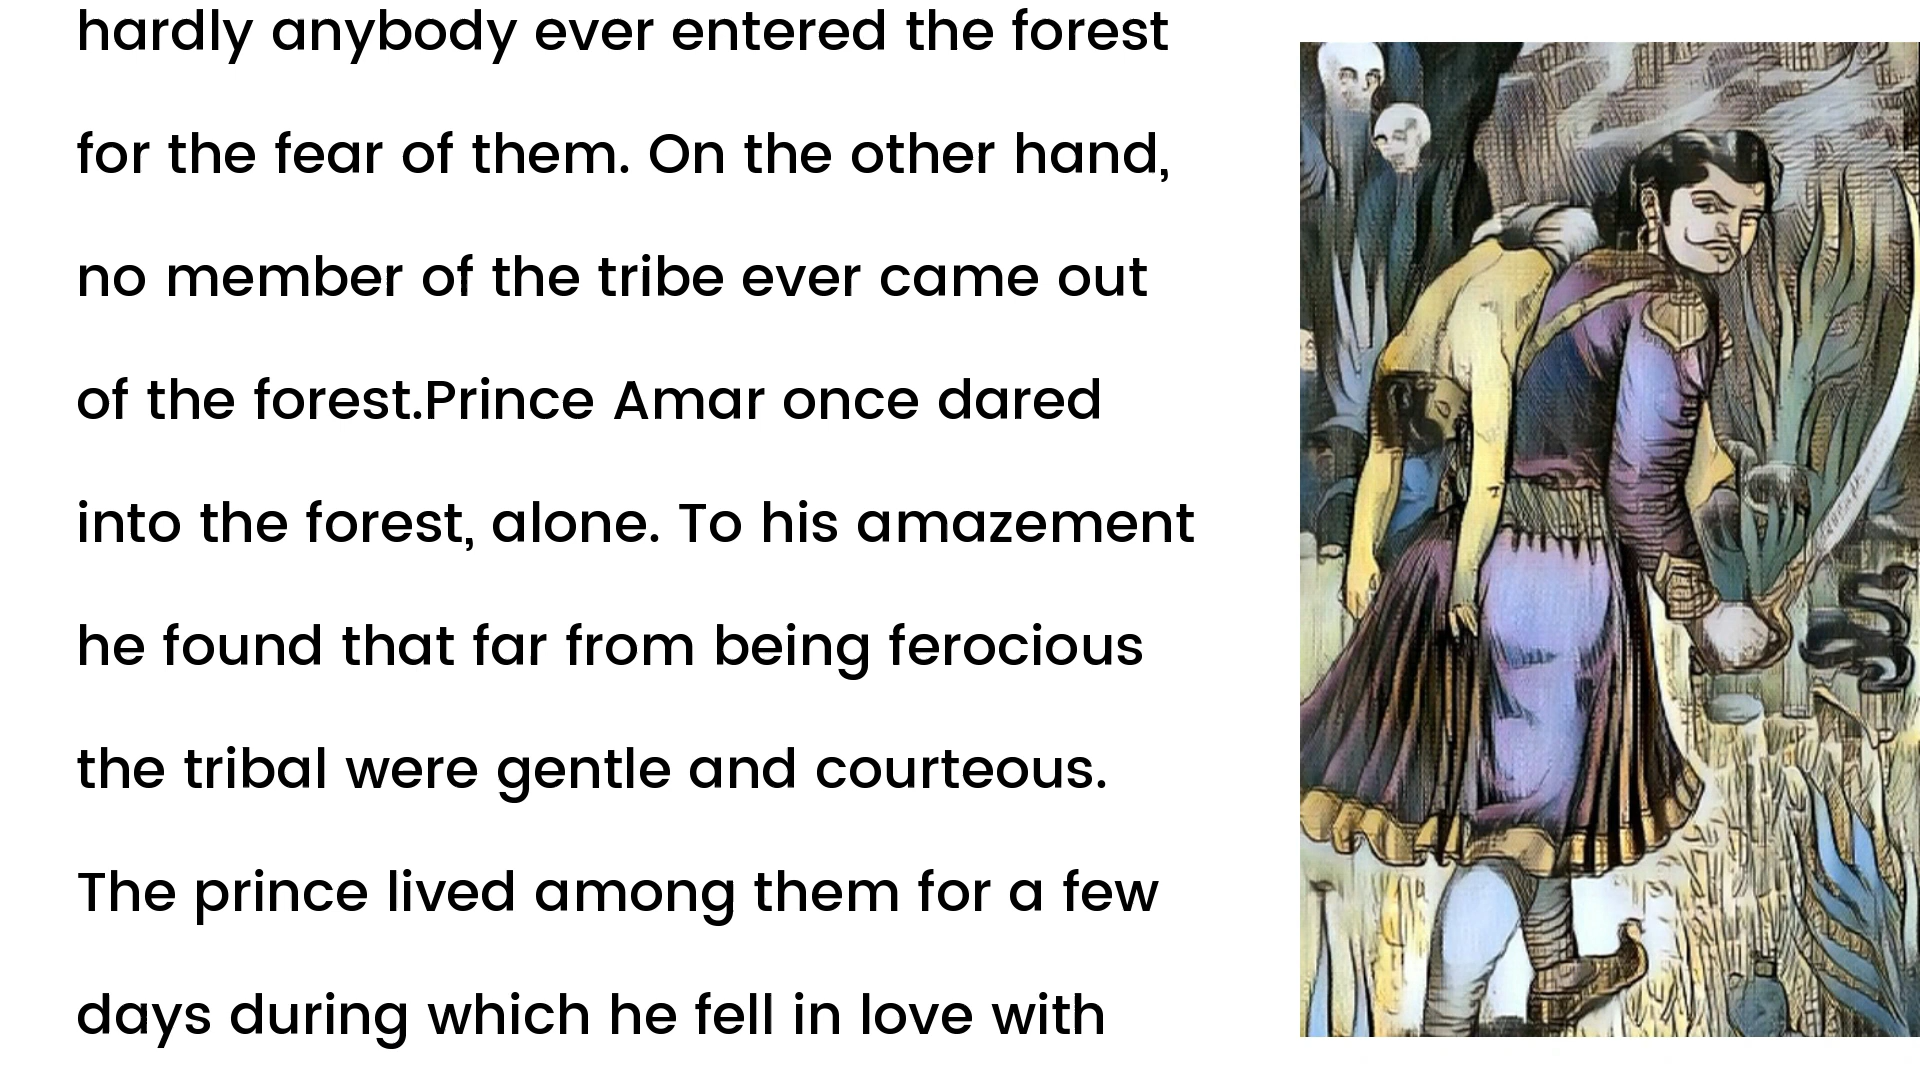 hardly anybody ever entered the forest
for the fear of them. On the other hand,
no member of the tribe ever came out
of the forest.Prince Amar once dared
into the forest, alone. To his amazement
he found that far from being ferocious
the tribal were gentle and courteous.
The prince lived among them for a few
days during which he fell in love with